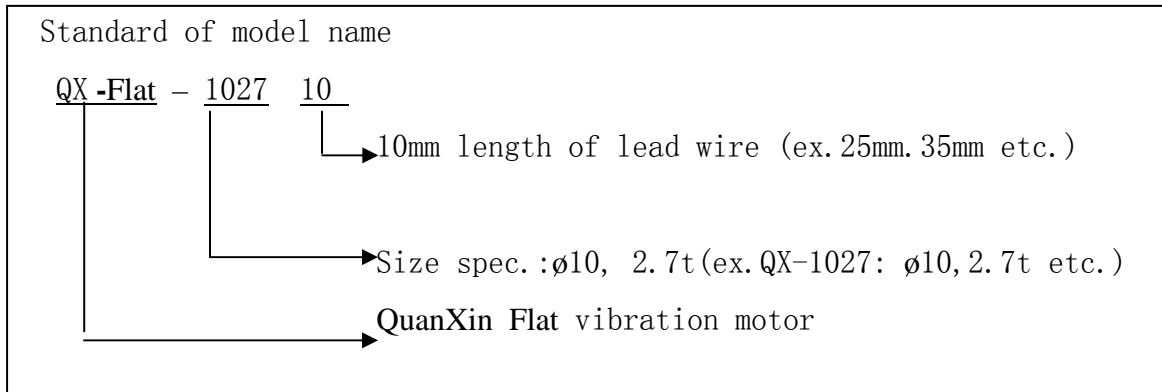 Standard of model name
QX-Flat – 1027 10
10mm length of lead wire (ex.25mm.35mm etc.)
Size spec.:ø10, 2.7t(ex.QX-1027: ø10,2.7t etc.)
QuanXin Flat vibration motor